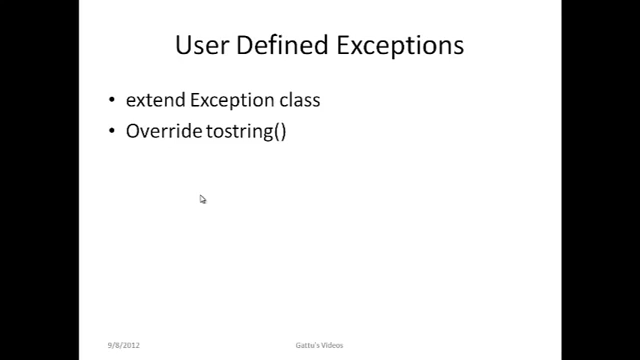 User Defined Exceptions
• extend Exception class
• Override tostring()
9/8/2012
Gattu's Videos